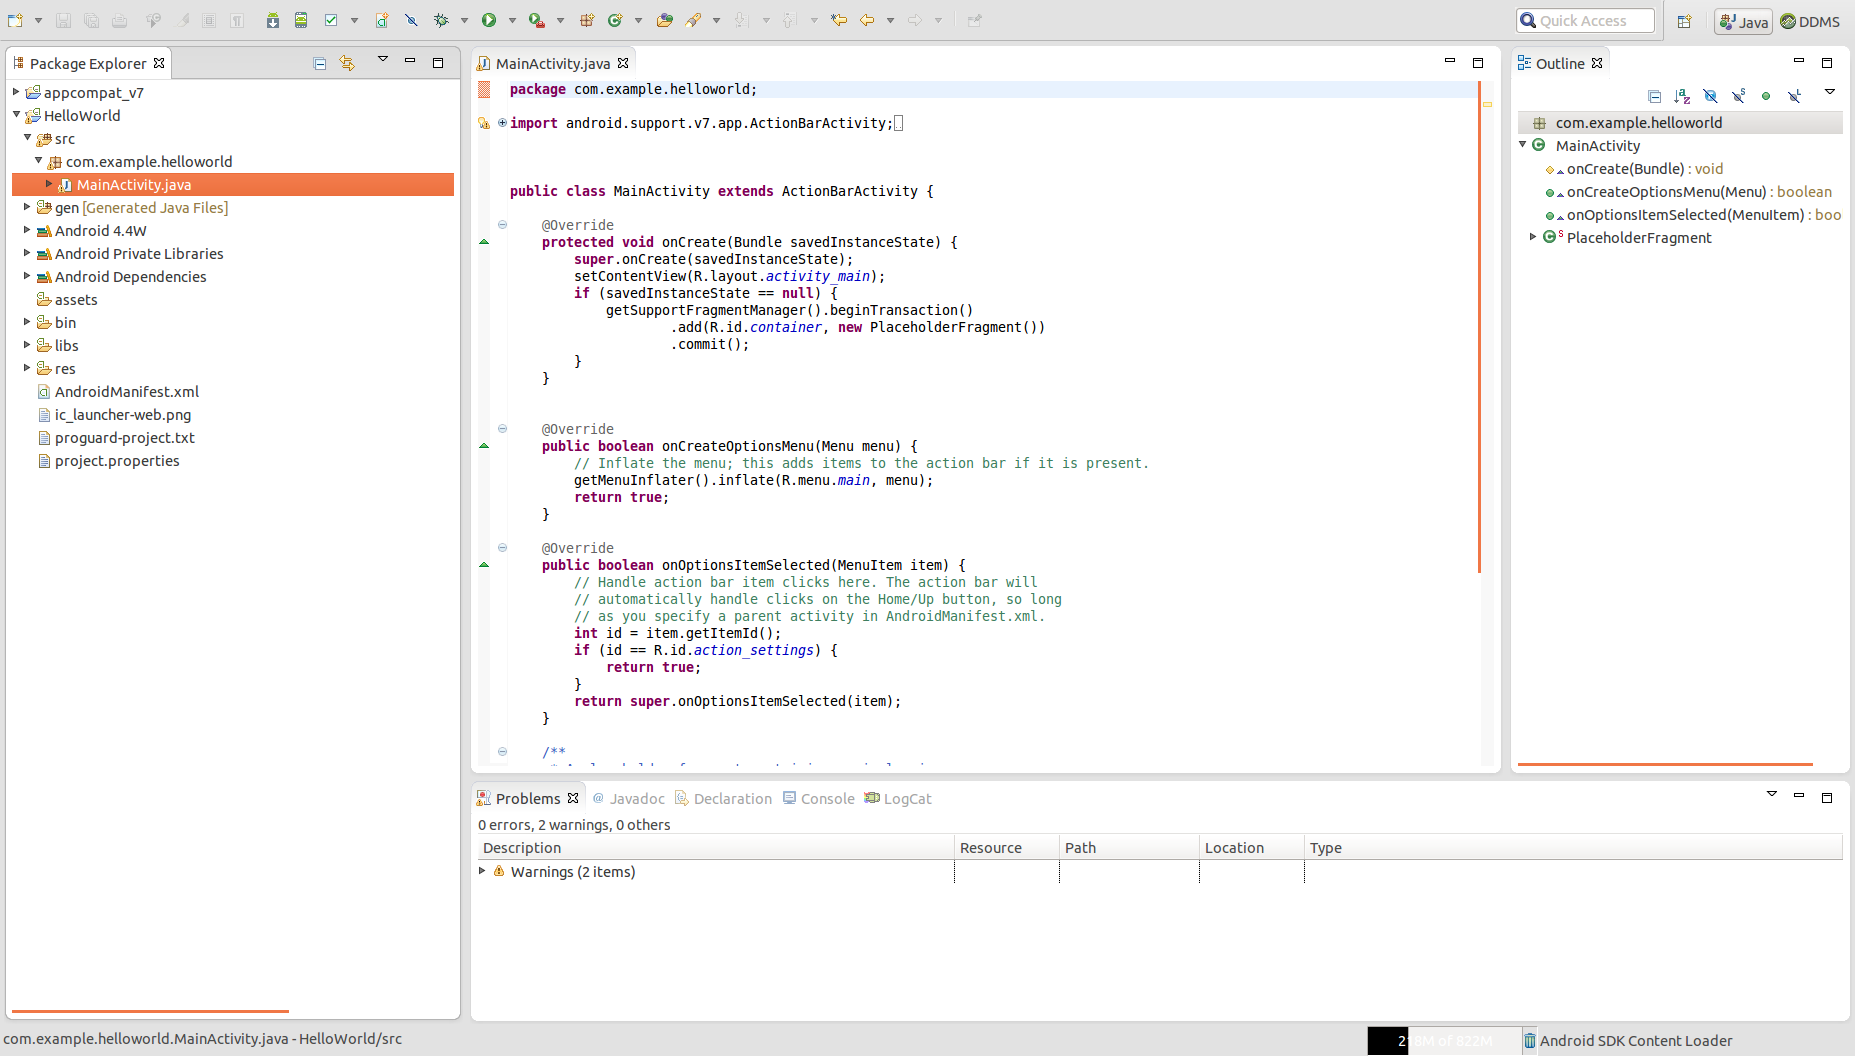 Quick Access
Java
DDMS
Package Explorer
appcompat_v7
HelloWorld
src
com.example.helloworld
MainActivity.java
gen [Generated Java Files]
Android 4.4W
Android Private Libraries
Android Dependencies
assets
bin
libs
res
AndroidManifest.xml
ic_launcher-web.png
proguard-project.txt
project.properties
MainActivity.java
package com.example.helloworld;
import android.support.v7.app.ActionBarActivity;
public class MainActivity extends ActionBarActivity {
@Override
protected void onCreate(Bundle savedInstanceState) {
super.onCreate(savedInstanceState);
setContentView(R.layout.activity_main);
if (savedInstanceState == null) {
getSupportFragmentManager().beginTransaction()
.add(R.id.container, new PlaceholderFragment())
.commit();
}
}
@Override
public boolean onCreateOptionsMenu(Menu menu) {
// Inflate the menu; this adds items to the action bar if it is present.
getMenuInflater().inflate(R.menu.main, menu);
return true;
}
@Override
public boolean onOptionsItemSelected(MenuItem item) {
// Handle action bar item clicks here. The action bar will
// automatically handle clicks on the Home/Up button, so long
// as you specify a parent activity in AndroidManifest.xml.
int id = item.getItemId();
if (id == R.id.action_settings) {
return true;
}
return super.onOptionsItemSelected(item);
}
/**
Outline
com.example.helloworld
MainActivity
onCreate(Bundle) : void
onCreateOptionsMenu(Menu) : boolean
onOptionsItemSelected(MenuItem) : boo
PlaceholderFragment
Problems
@ Javadoc
Declaration
Console
LogCat
0 errors, 2 warnings, 0 others
Description Resource Path Location Type
Warnings (2 items)
com.example.helloworld.MainActivity.java - HelloWorld/src
218M of 822M
Android SDK Content Loader